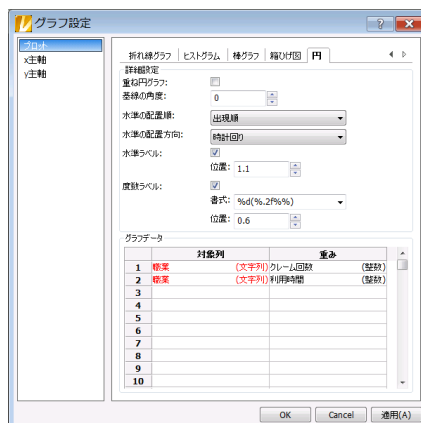 グラフ設定
プロット
x主軸
y主軸
折れ線グラフ ヒストグラム 棒グラフ 箱ひげ図 円
詳細設定
重ね円グラフ:
基線の角度: 0
水準の配置順: 出現順
水準の配置方向: 時計回り
水準ラベル:
位置: 1.1
度数ラベル:
書式: %d(%.2f%%)
位置: 0.6
グラフデータ
対象列 重み
1 職業 (文字列) クレーム回数 (整数)
2 職業 (文字列) 利用時間 (整数)
3
4
5
6
7
8
9
10
OK Cancel 適用(A)